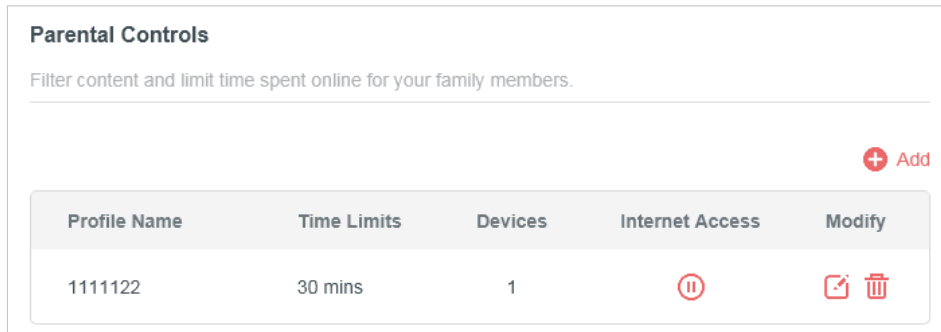 Parental Controls
Filter content and limit time spent online for your family members.
Add
Profile Name Time Limits Devices Internet Access Modify
1111122 30 mins 1